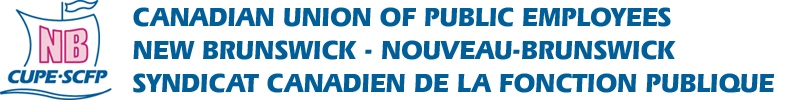 NB
CUPE·SCFP
CANADIAN UNION OF PUBLIC EMPLOYEES
NEW BRUNSWICK - NOUVEAU-BRUNSWICK
SYNDICAT CANADIEN DE LA FONCTION PUBLIQUE